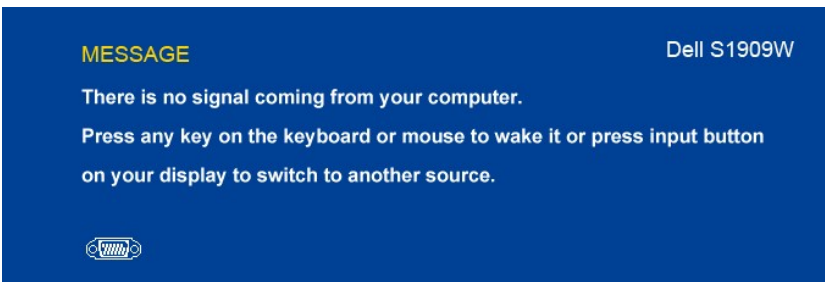 MESSAGE
Dell S1909W
There is no signal coming from your computer.
Press any key on the keyboard or mouse to wake it or press input button
on your display to switch to another source.